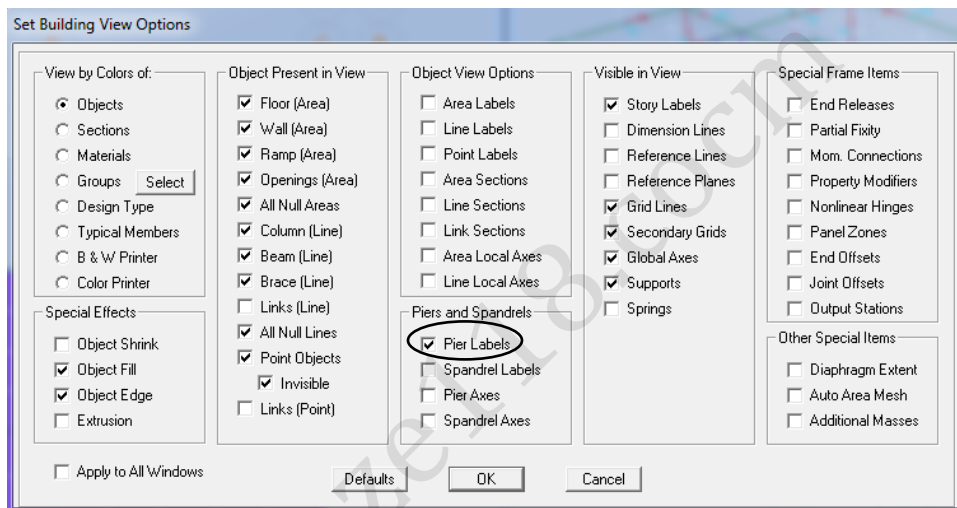 Set Building View Options
View by Colors of:
Objects
Sections
Materials
Groups Select
Design Type
Typical Members
B & W Printer
Color Printer
Special Effects
Object Shrink
Object Fill
Object Edge
Extrusion
Apply to All Windows
Object Present in View
Floor (Area)
Wall (Area)
Ramp (Area)
Openings (Area)
All Null Areas
Column (Line)
Beam (Line)
Brace (Line)
Links (Line)
All Null Lines
Point Objects
Invisible
Links (Point)
Object View Options
Area Labels
Line Labels
Point Labels
Area Sections
Line Sections
Link Sections
Area Local Axes
Line Local Axes
Piers and Spandrels
Pier Labels
Spandrel Labels
Pier Axes
Spandrel Axes
Visible in View
Story Labels
Dimension Lines
Reference Lines
Reference Planes
Grid Lines
Secondary Grids
Global Axes
Supports
Springs
Special Frame Items
End Releases
Partial Fixity
Mom. Connections
Property Modifiers
Nonlinear Hinges
Panel Zones
End Offsets
Joint Offsets
Output Stations
Other Special Items
Diaphragm Extent
Auto Area Mesh
Additional Masses
Defaults
OK
Cancel
ze118.cocm